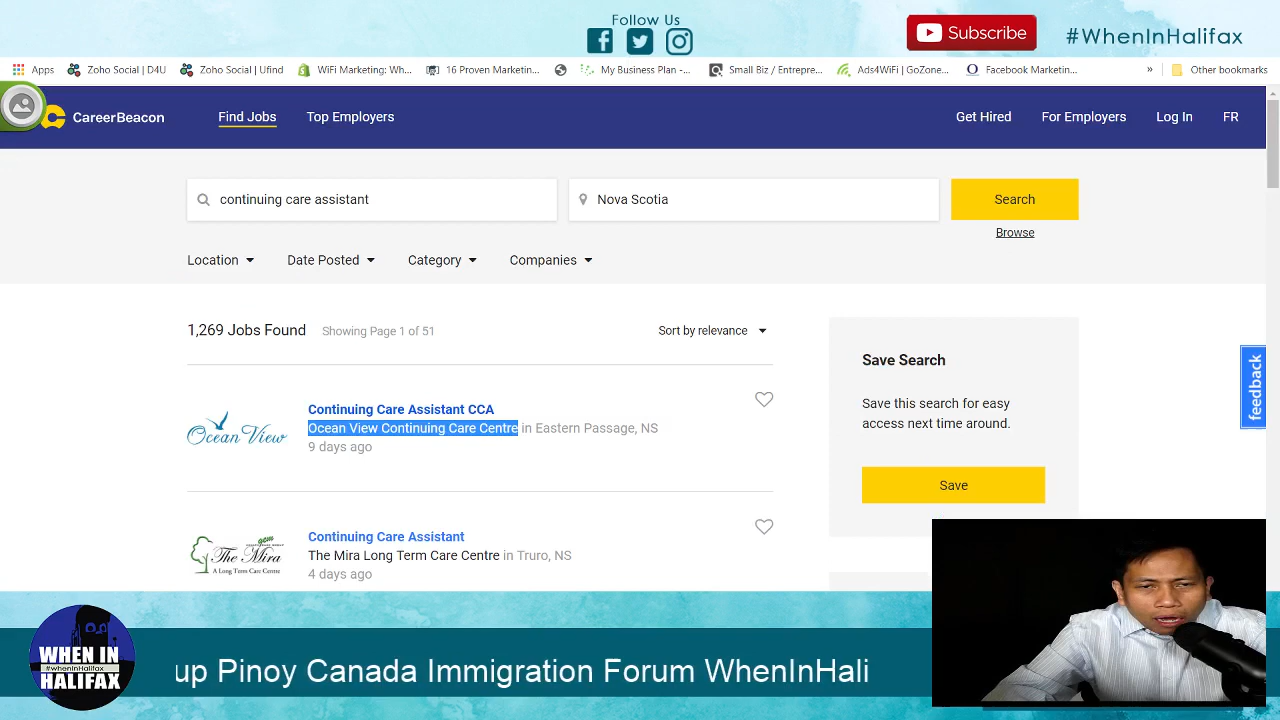 Follow Us
Subscribe
#WhenInHalifax
Apps
Zoho Social | D4U
Zoho Social | Ufind
WiFi Marketing: Wh...
16 Proven Marketin...
My Business Plan -...
Small Biz / Entrepre...
Ads4WiFi | GoZone...
Facebook Marketin...
»
Other bookmarks
CareerBeacon
Find Jobs
Top Employers
Get Hired
For Employers
Log In
FR
continuing care assistant
Nova Scotia
Search
Browse
Location
Date Posted
Category
Companies
1,269 Jobs Found
Showing Page 1 of 51
Sort by relevance
Save Search
Save this search for easy
access next time around.
Save
feedback
Ocean View
Continuing Care Assistant CCA
Ocean View Continuing Care Centre in Eastern Passage, NS
9 days ago
gem
The Mira
A Long Term Care Centre
Continuing Care Assistant
The Mira Long Term Care Centre in Truro, NS
4 days ago
WHEN IN
#wheninHalifax
HALIFAX
up Pinoy Canada Immigration Forum WhenInHali